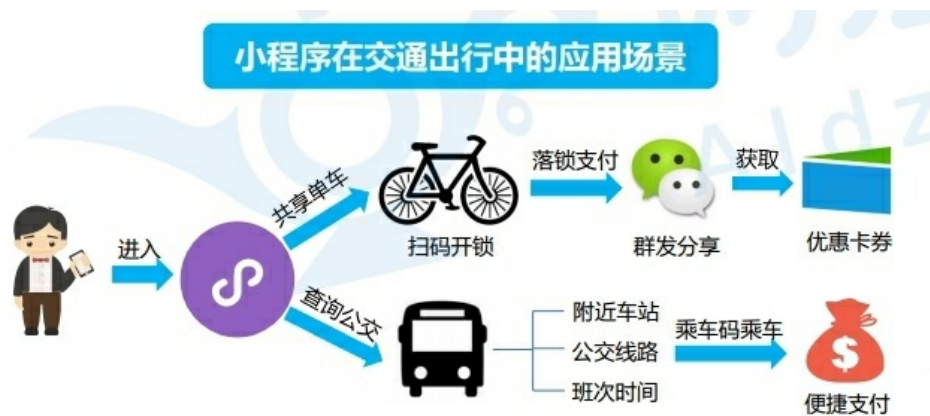 小程序在交通出行中的应用场景
进入
共享单车
扫码开锁
落锁支付
群发分享
获取
优惠卡券
查询公交
附近车站
公交线路
班次时间
乘车码乘车
便捷支付
$